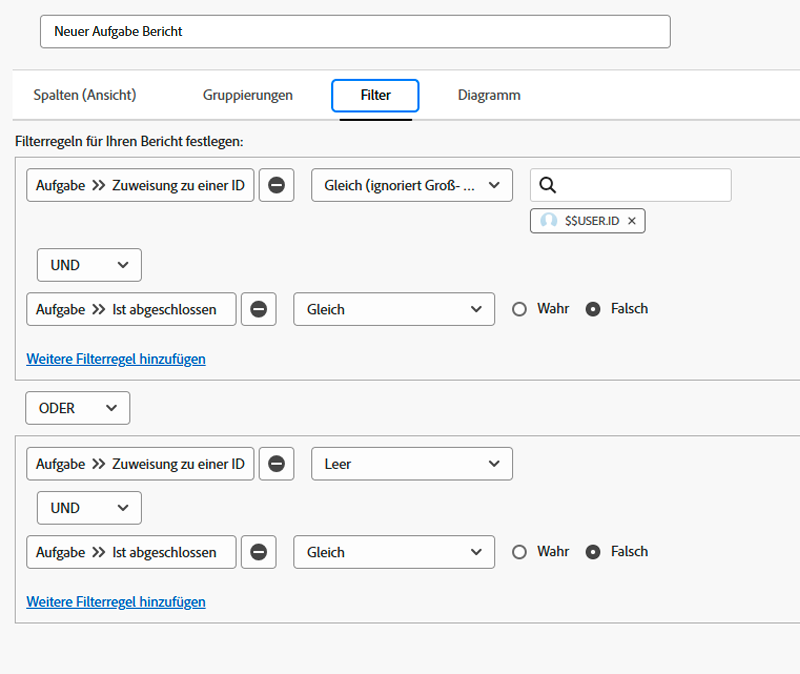 Neuer Aufgabe Bericht
Spalten (Ansicht) Gruppierungen Filter Diagramm
Filterregeln für Ihren Bericht festlegen:
Aufgabe >> Zuweisung zu einer ID Gleich (ignoriert Groß- ...
$$USER.ID ×
UND
Aufgabe >> Ist abgeschlossen Gleich Wahr Falsch
Weitere Filterregel hinzufügen
ODER
Aufgabe >> Zuweisung zu einer ID Leer
UND
Aufgabe >> Ist abgeschlossen Gleich Wahr Falsch
Weitere Filterregel hinzufügen